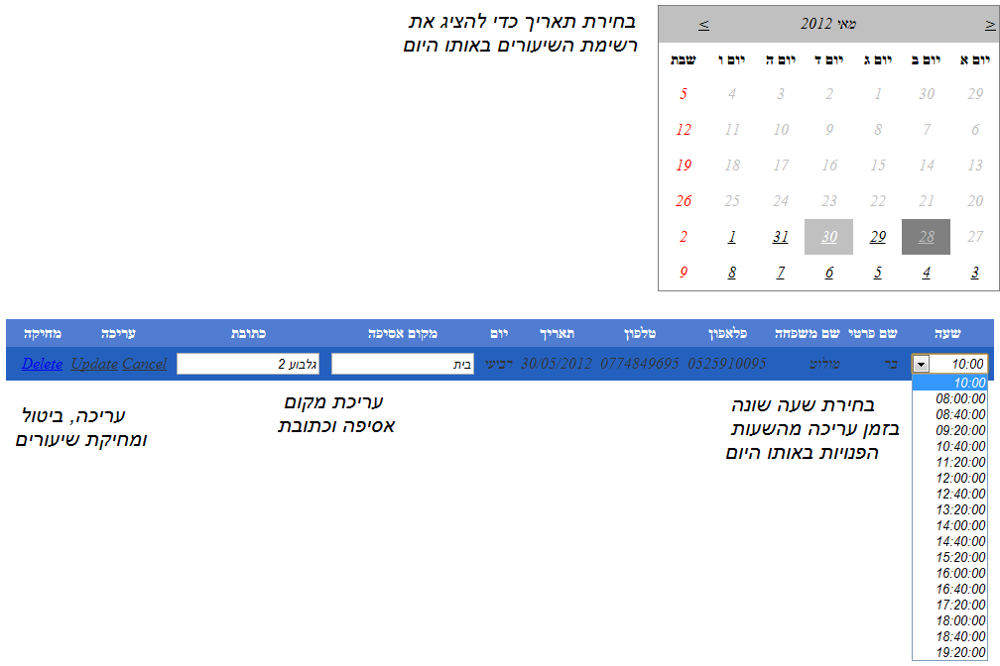 בחירת תאריך כדי להציג את
רשימת השיעורים באותו היום
< מאי 2012 >
יום א יום ב יום ג יום ד יום ה יום ו שבת
29 30 1 2 3 4 5
6 7 8 9 10 11 12
13 14 15 16 17 18 19
20 21 22 23 24 25 26
27 28 29 30 31 1 2
3 4 5 6 7 8 9
שעה שם פרטי שם משפחה פלאפון טלפון תאריך יום מקום אסיפה כתובת עריכה מחיקה
10:00 בר מוליט 0525910095 0774849695 30/05/2012 רביעי בית גלבוע 2 Update Cancel Delete
10:00
08:00:00
08:40:00
09:20:00
10:40:00
11:20:00
12:00:00
12:40:00
13:20:00
14:00:00
14:40:00
15:20:00
16:00:00
16:40:00
17:20:00
18:00:00
18:40:00
19:20:00
בחירת שעה שונה
בזמן עריכה מהשעות
הפנויות באותו היום
עריכת מקום
אסיפה וכתובת
עריכה, ביטול
ומחיקת שיעורים